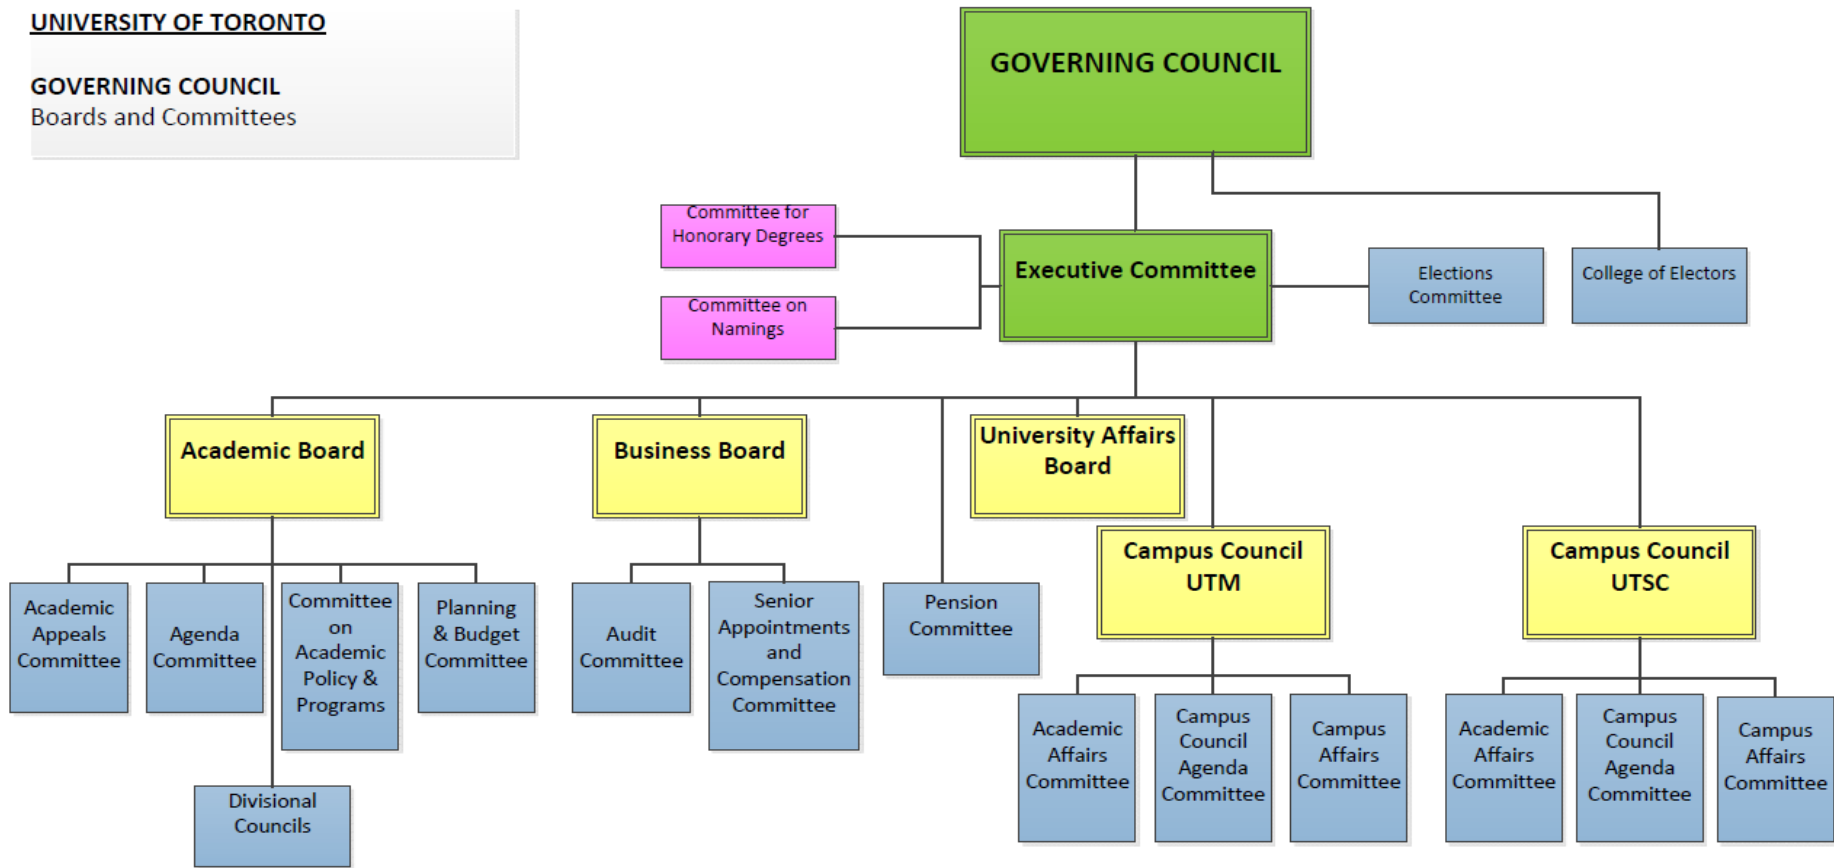 UNIVERSITY OF TORONTO
GOVERNING COUNCIL
Boards and Committees
GOVERNING COUNCIL
Committee for
Honorary Degrees
Committee on
Namings
Executive Committee
Elections
Committee
College of Electors
Academic Board
Business Board
University Affairs
Board
Campus Council
UTM
Campus Council
UTSC
Academic
Appeals
Committee
Agenda
Committee
Committee
on
Academic
Policy &
Programs
Planning
& Budget
Committee
Divisional
Councils
Audit
Committee
Senior
Appointments
and
Compensation
Committee
Pension
Committee
Academic
Affairs
Committee
Campus
Council
Agenda
Committee
Campus
Affairs
Committee
Academic
Affairs
Committee
Campus
Council
Agenda
Committee
Campus
Affairs
Committee